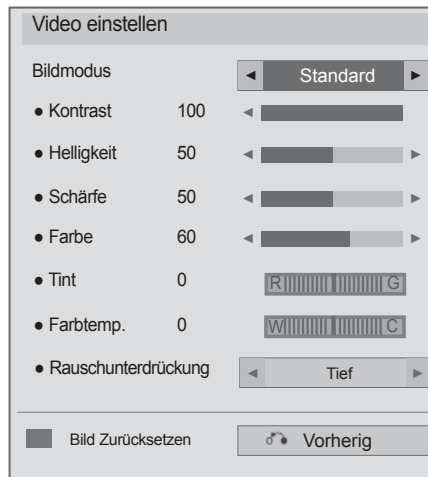 Video einstellen
Bildmodus ◄ Standard ►
● Kontrast 100 ◄
● Helligkeit 50 ◄ ►
● Schärfe 50 ◄ ►
● Farbe 60 ◄ ►
● Tint 0 R G
● Farbtemp. 0 W C
● Rauschunterdrückung ◄ Tief ►
Bild Zurücksetzen Vorherig